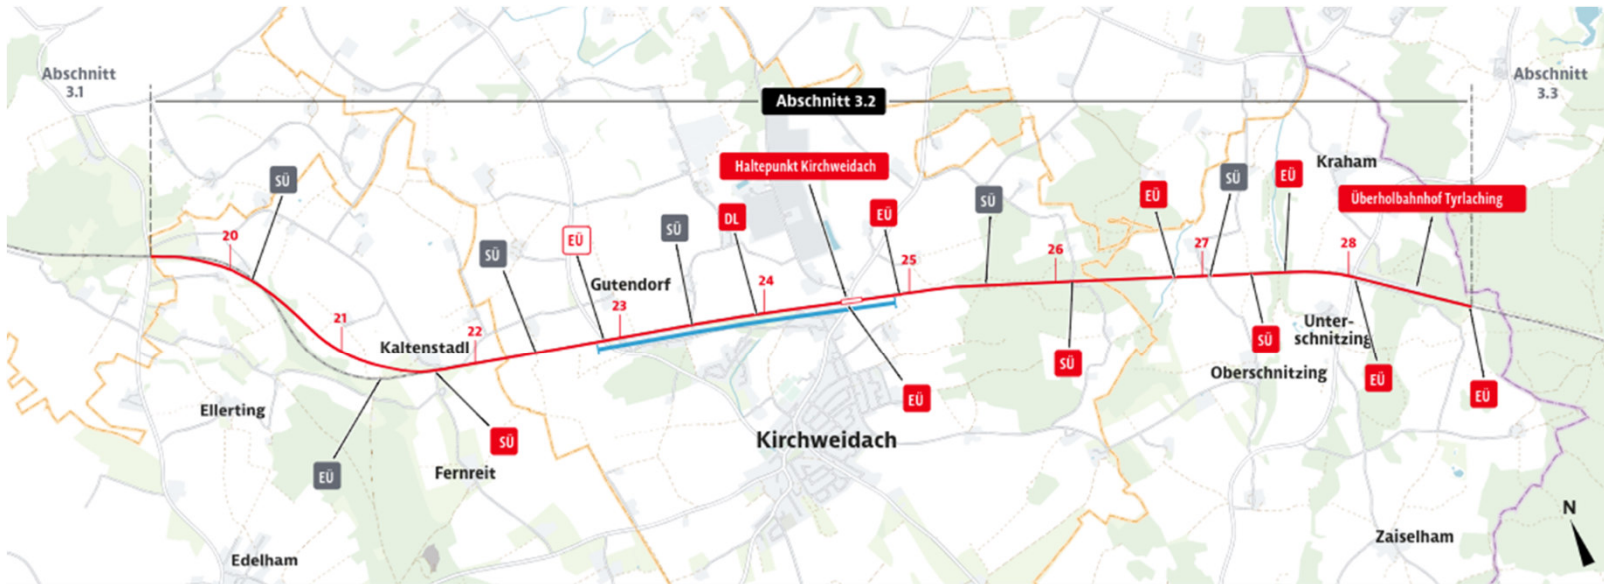 Abschnitt
3.1
Abschnitt 3.2
Abschnitt
3.3
Haltepunkt Kirchweidach
Kraham
Überholbahnhof Tyrlaching
SÜ
SÜ
EÜ
SÜ
DL
EÜ
SÜ
EÜ
SÜ
EÜ
20
21
22
23
24
25
26
27
28
Gutendorf
Kaltenstadl
Unter-
schnitzing
Oberschnitzing
SÜ
SÜ
EÜ
EÜ
EÜ
Ellerting
EÜ
SÜ
Fernreit
Kirchweidach
Edelham
Zaiselham
N